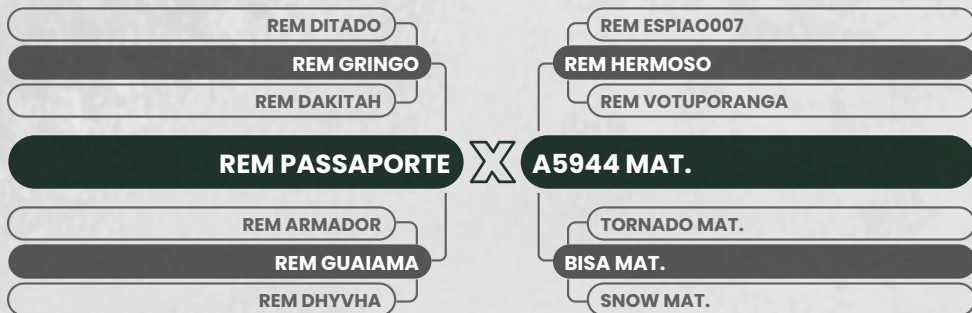 REM DITADO
REM GRINGO
REM DAKITAH
REM PASSAPORTE
REM ARMADOR
REM GUAIAMA
REM DHYVHA
X
REM ESPIAO007
REM HERMOSO
REM VOTUPORANGA
A5944 MAT.
TORNADO MAT.
BISA MAT.
SNOW MAT.